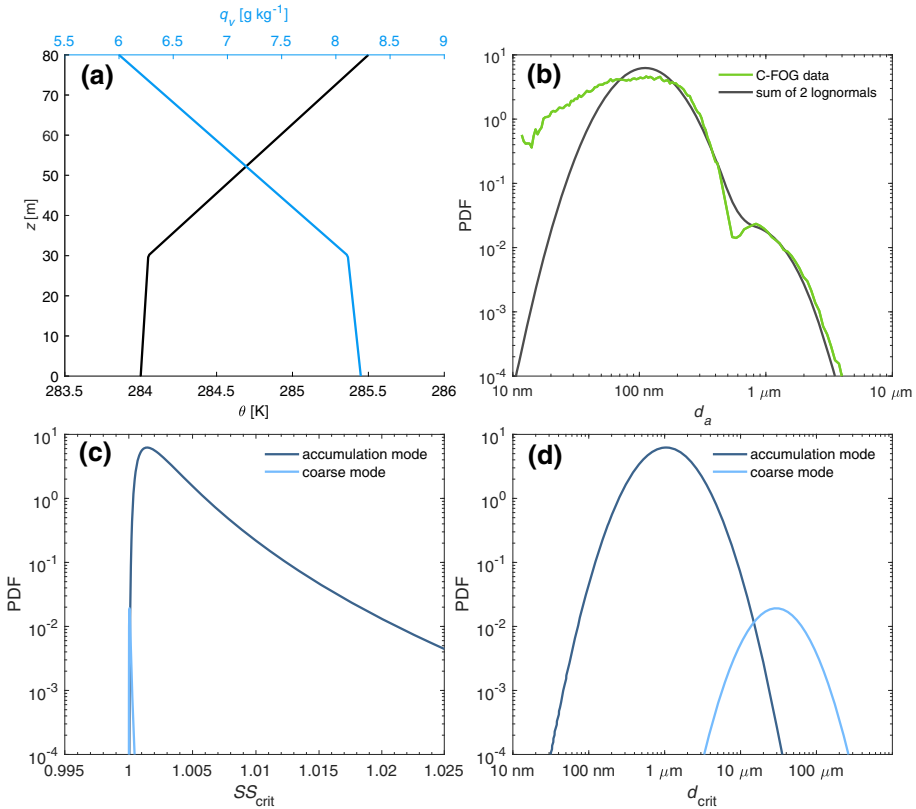 q_v [g kg⁻¹]
5.5 6 6.5 7 7.5 8 8.5 9
(a)
80
70
60
50
40
30
20
10
0
z [m]
283.5 284 284.5 285 285.5 286
θ [K]
(b)
C-FOG data
sum of 2 lognormals
10¹
10⁰
10⁻¹
10⁻²
10⁻³
10⁻⁴
PDF
10 nm 100 nm 1 μm 10 μm
d_a
(c)
accumulation mode
coarse mode
10¹
10⁰
10⁻¹
10⁻²
10⁻³
10⁻⁴
PDF
0.995 1 1.005 1.01 1.015 1.02 1.025
SS_crit
(d)
accumulation mode
coarse mode
10¹
10⁰
10⁻¹
10⁻²
10⁻³
10⁻⁴
PDF
10 nm 100 nm 1 μm 10 μm 100 μm
d_crit